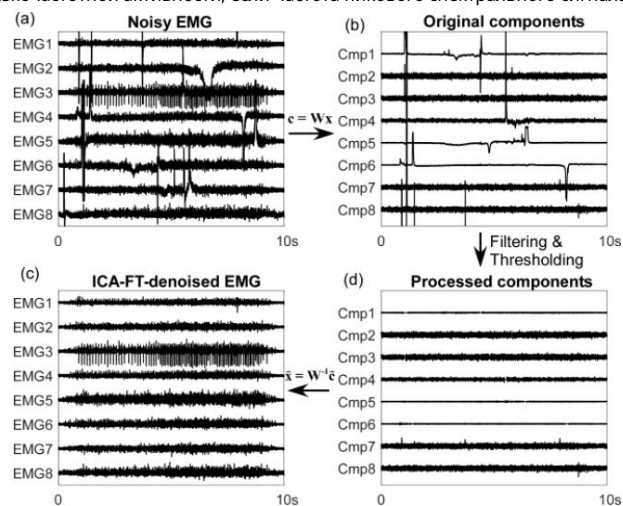 (a) Noisy EMG
EMG1
EMG2
EMG3
EMG4
EMG5
EMG6
EMG7
EMG8
0 10s
c = Wx
(b) Original components
Cmp1
Cmp2
Cmp3
Cmp4
Cmp5
Cmp6
Cmp7
Cmp8
0 10s
Filtering &
Thresholding
(c) ICA-FT-denoised EMG
EMG1
EMG2
EMG3
EMG4
EMG5
EMG6
EMG7
EMG8
0 10s
x̃ = W⁻¹c̃
(d) Processed components
Cmp1
Cmp2
Cmp3
Cmp4
Cmp5
Cmp6
Cmp7
Cmp8
0 10s